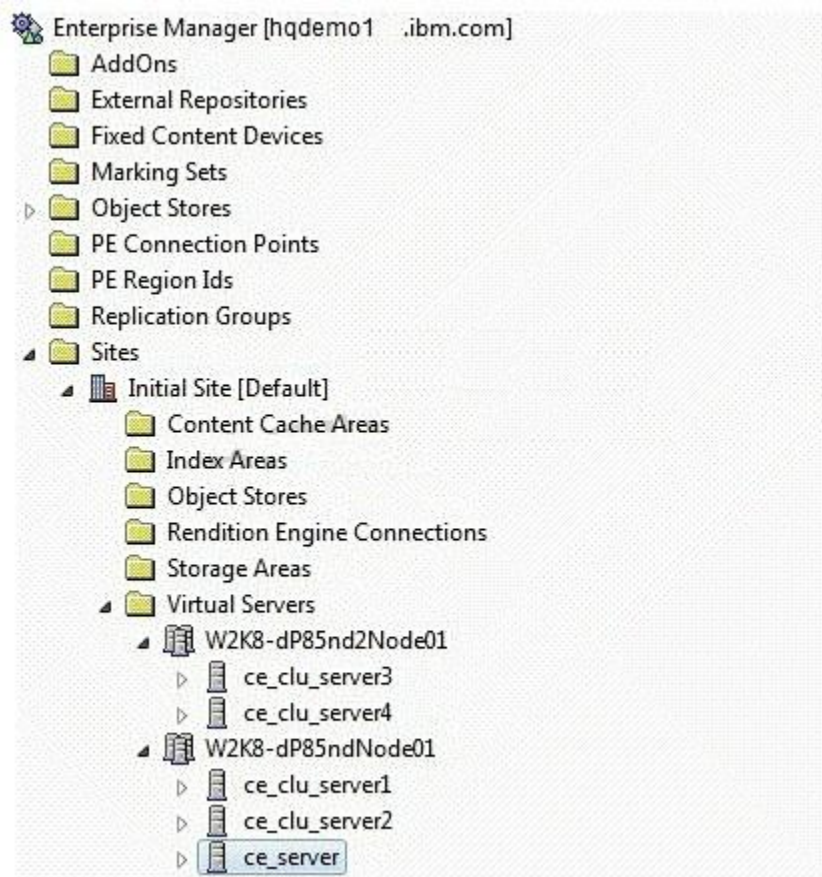 Enterprise Manager [hqdemo1 .ibm.com]
AddOns
External Repositories
Fixed Content Devices
Marking Sets
Object Stores
PE Connection Points
PE Region Ids
Replication Groups
Sites
Initial Site [Default]
Content Cache Areas
Index Areas
Object Stores
Rendition Engine Connections
Storage Areas
Virtual Servers
W2K8-dP85nd2Node01
ce_clu_server3
ce_clu_server4
W2K8-dP85ndNode01
ce_clu_server1
ce_clu_server2
ce_server